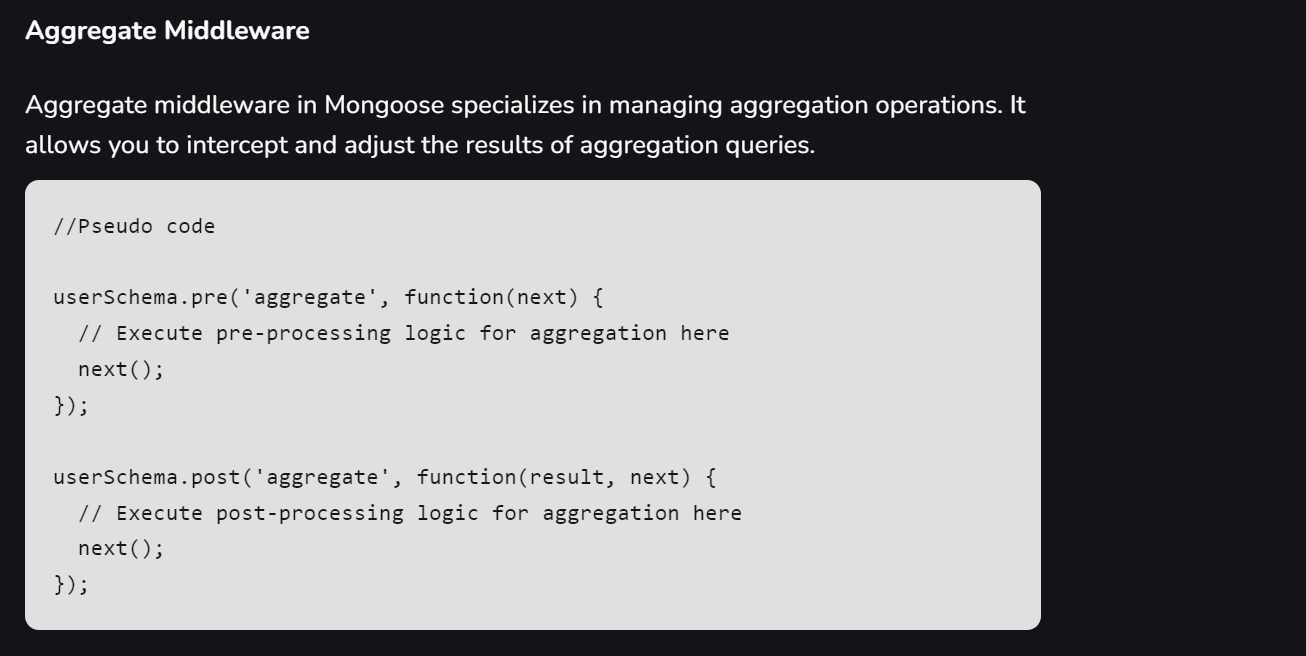 Aggregate Middleware
Aggregate middleware in Mongoose specializes in managing aggregation operations. It
allows you to intercept and adjust the results of aggregation queries.
//Pseudo code
userSchema.pre('aggregate', function(next) {
  // Execute pre-processing logic for aggregation here
  next();
});
userSchema.post('aggregate', function(result, next) {
  // Execute post-processing logic for aggregation here
  next();
});